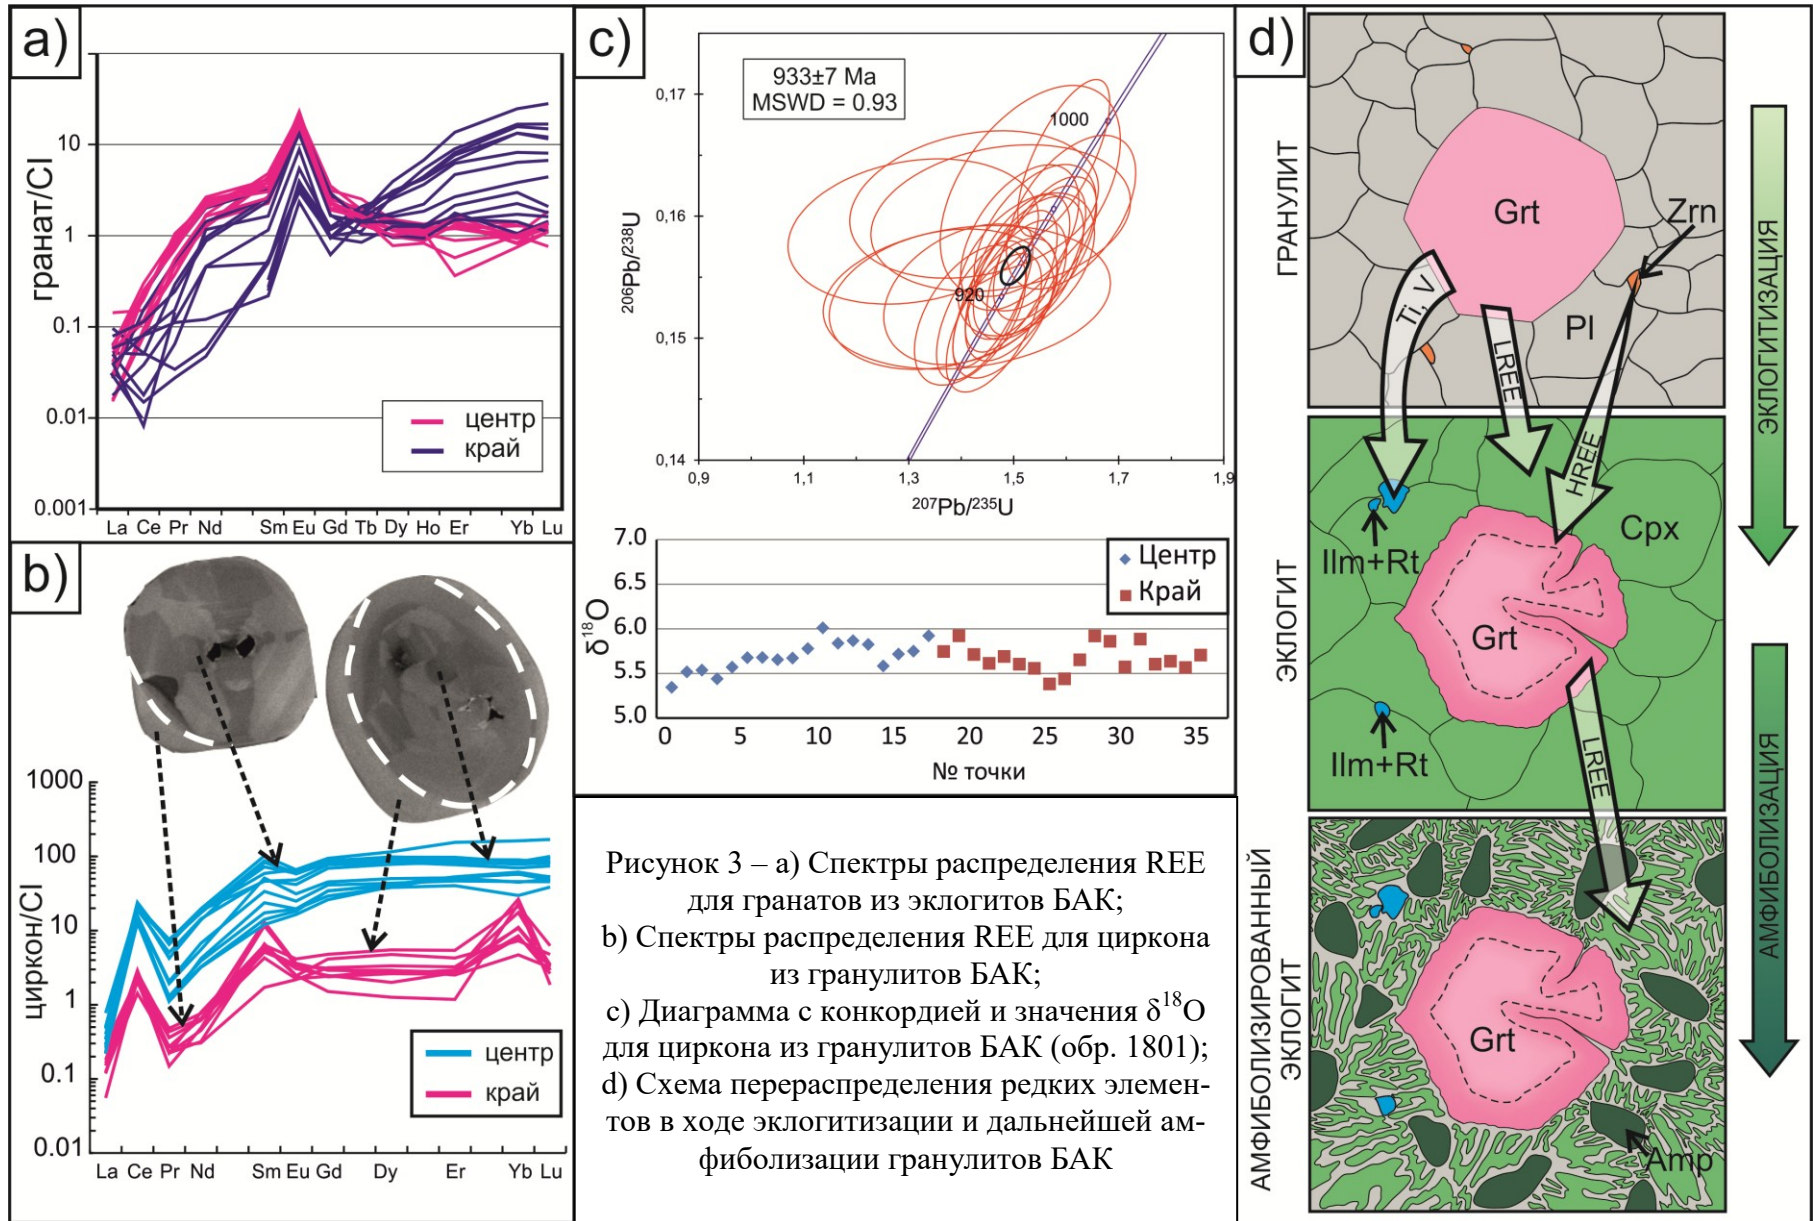 a)
гранат/CI
10
1
0.1
0.01
0.001
La Ce Pr Nd Sm Eu Gd Tb Dy Ho Er Yb Lu
центр
край
b)
циркон/CI
1000
100
10
1
0.1
0.01
La Ce Pr Nd Sm Eu Gd Dy Er Yb Lu
центр
край
c)
933±7 Ma
MSWD = 0.93
206Pb/238U
0,17
0,16
0,15
0,14
1000
920
0,9 1,1 1,3 1,5 1,7 1,9
207Pb/235U
δ18O
7.0
6.5
6.0
5.5
5.0
Центр
Край
0 5 10 15 20 25 30 35
№ точки
Рисунок 3 – a) Спектры распределения REE
для гранатов из эклогитов БАК;
b) Спектры распределения REE для циркона
из гранулитов БАК;
c) Диаграмма с конкордией и значения δ18O
для циркона из гранулитов БАК (обр. 1801);
d) Схема перераспределения редких элемен-
тов в ходе эклогитизации и дальнейшей ам-
фиболизации гранулитов БАК
d)
ГРАНУЛИТ
Grt
Zrn
Pl
Ti, V
LREE
HREE
ЭКЛОГИТИЗАЦИЯ
ЭКЛОГИТ
Ilm+Rt
Cpx
Grt
Ilm+Rt
LREE
АМФИБОЛИЗАЦИЯ
АМФИБОЛИЗИРОВАННЫЙ
ЭКЛОГИТ
Grt
Amp